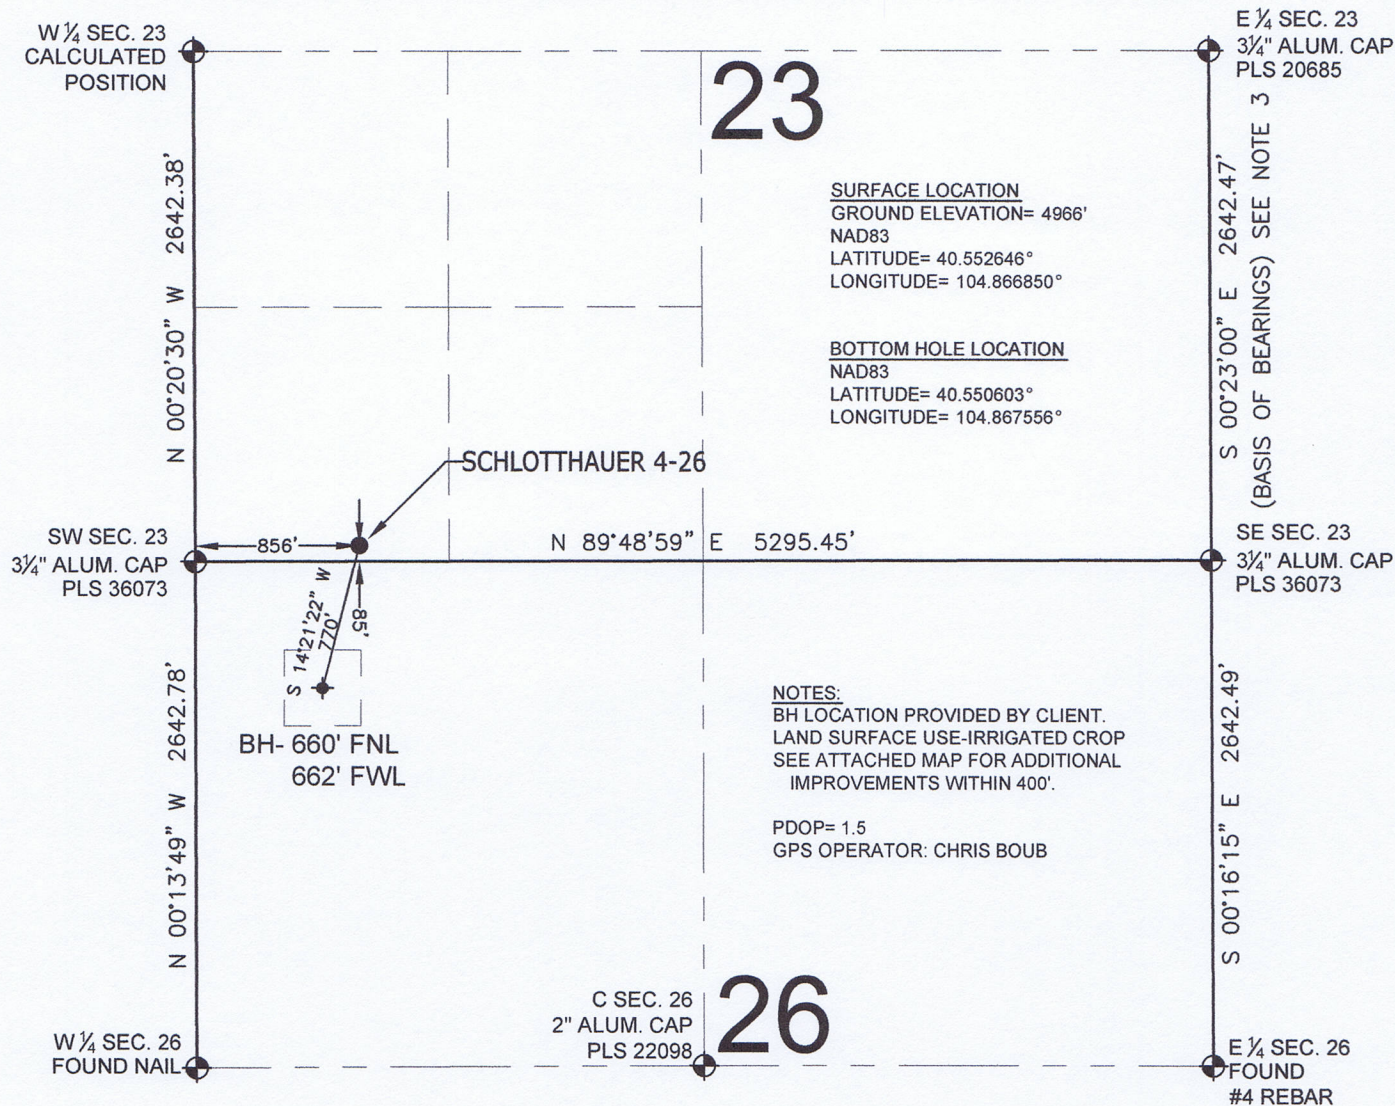 W ¼ SEC. 23
CALCULATED
POSITION
E ¼ SEC. 23
3¼" ALUM. CAP
PLS 20685
23
N 00°20'30" W 2642.38'
SURFACE LOCATION
GROUND ELEVATION= 4966'
NAD83
LATITUDE= 40.552646°
LONGITUDE= 104.866850°
BOTTOM HOLE LOCATION
NAD83
LATITUDE= 40.550603°
LONGITUDE= 104.867556°
S 00°23'00" E 2642.47'
(BASIS OF BEARINGS) SEE NOTE 3
SCHLOTTHAUER 4-26
SW SEC. 23
3¼" ALUM. CAP
PLS 36073
856'
N 89°48'59" E 5295.45'
SE SEC. 23
3¼" ALUM. CAP
PLS 36073
S 14°21'22" W
770'
85'
BH- 660' FNL
662' FWL
N 00°13'49" W 2642.78'
NOTES:
BH LOCATION PROVIDED BY CLIENT.
LAND SURFACE USE-IRRIGATED CROP
SEE ATTACHED MAP FOR ADDITIONAL
IMPROVEMENTS WITHIN 400'.
PDOP= 1.5
GPS OPERATOR: CHRIS BOUB
S 00°16'15" E 2642.49'
W ¼ SEC. 26
FOUND NAIL
C SEC. 26
2" ALUM. CAP
PLS 22098
26
E ¼ SEC. 26
FOUND
#4 REBAR